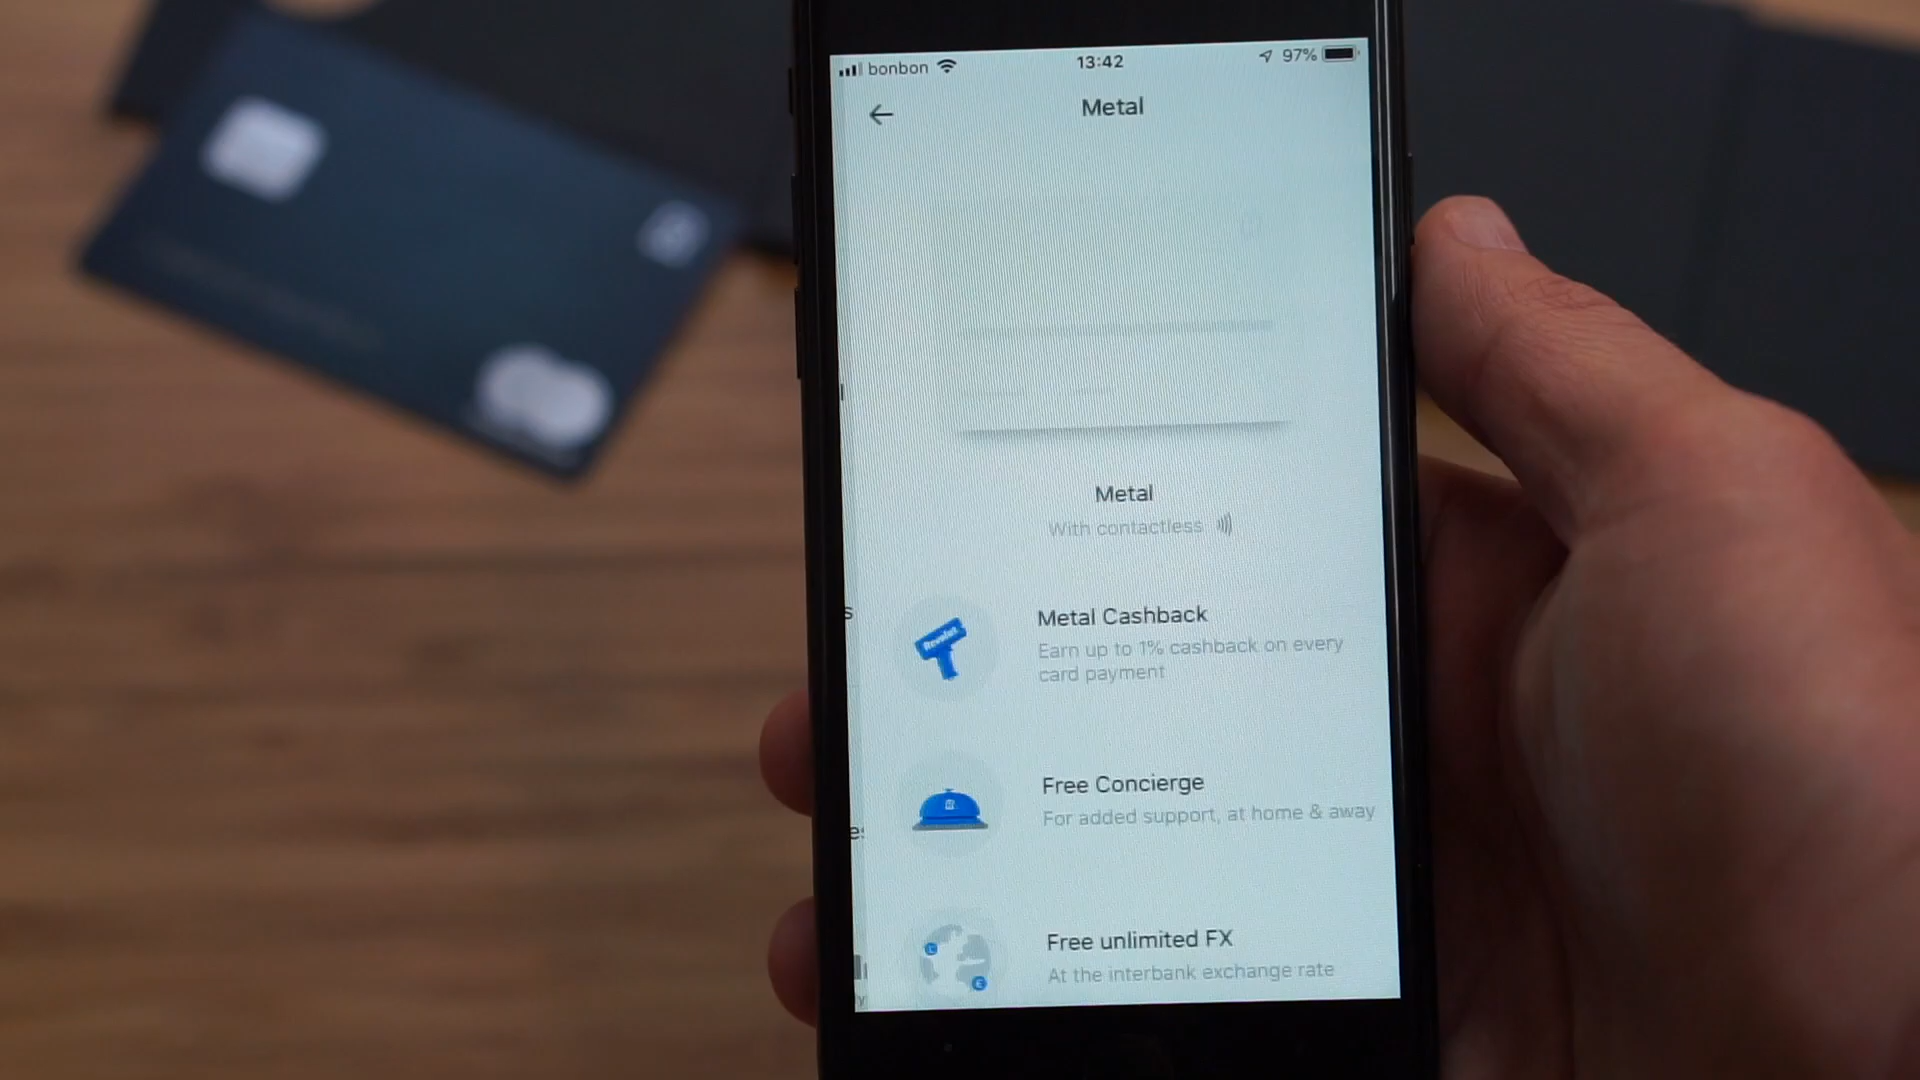 bonbon
13:42
97%
Metal
Metal
With contactless
Metal Cashback
Earn up to 1% cashback on every
card payment
Revolut
Free Concierge
For added support, at home & away
Free unlimited FX
At the interbank exchange rate